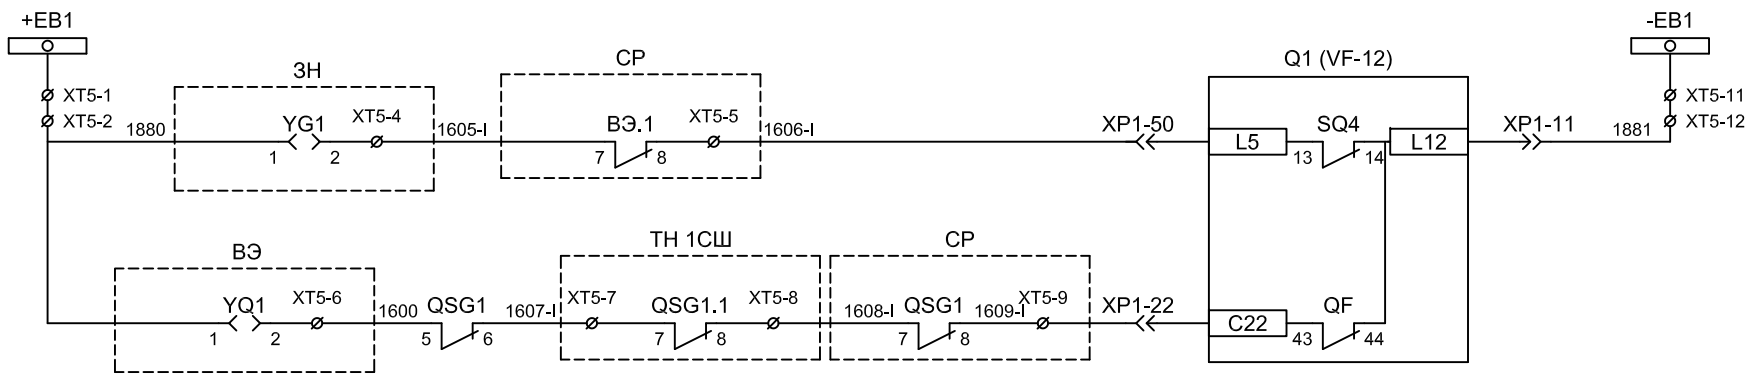 +EB1
-EB1
ЗН
СР
Q1 (VF-12)
XT5-1
XT5-2
XT5-11
XT5-12
1880
YG1
XT5-4
1605-I
ВЭ.1
XT5-5
1606-I
XP1-50
L5
SQ4
L12
XP1-11
1881
1 2
7 8
13 14
ВЭ
ТН 1СШ
СР
YQ1
XT5-6
1600
QSG1
1607-I
XT5-7
QSG1.1
XT5-8
1608-I
QSG1
1609-I
XT5-9
XP1-22
C22
QF
1 2
5 6
7 8
7 8
43 44